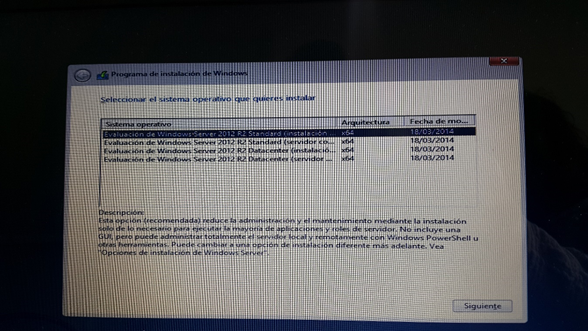 Programa de instalación de Windows
Seleccionar el sistema operativo que quieres instalar
Sistema operativo Arquitectura Fecha de mo...
Evaluación de Windows Server 2012 R2 Standard (instalación ... x64 18/03/2014
Evaluación de Windows Server 2012 R2 Standard (servidor co... x64 18/03/2014
Evaluación de Windows Server 2012 R2 Datacenter (instalació... x64 18/03/2014
Evaluación de Windows Server 2012 R2 Datacenter (servidor ... x64 18/03/2014
Descripción:
Esta opción (recomendada) reduce la administración y el mantenimiento mediante la instalación
solo de lo necesario para ejecutar la mayoría de aplicaciones y roles de servidor. No incluye una
GUI, pero puede administrar totalmente el servidor local y remotamente con Windows PowerShell u
otras herramientas. Puede cambiar a una opción de instalación diferente más adelante. Vea
"Opciones de instalación de Windows Server".
Siguiente